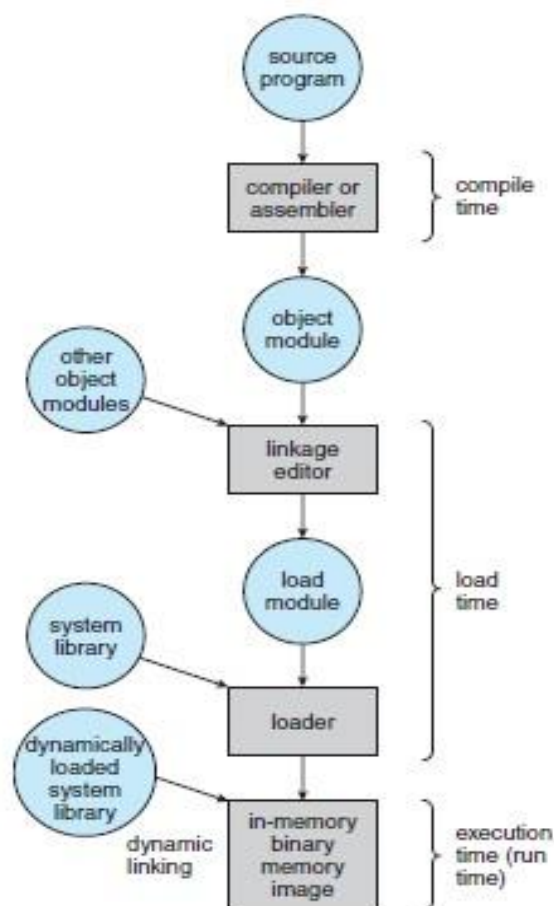 source
program
compiler or
assembler
compile
time
object
module
other
object
modules
linkage
editor
load
module
load
time
system
library
loader
dynamically
loaded
system
library
dynamic
linking
in-memory
binary
memory
image
execution
time (run
time)